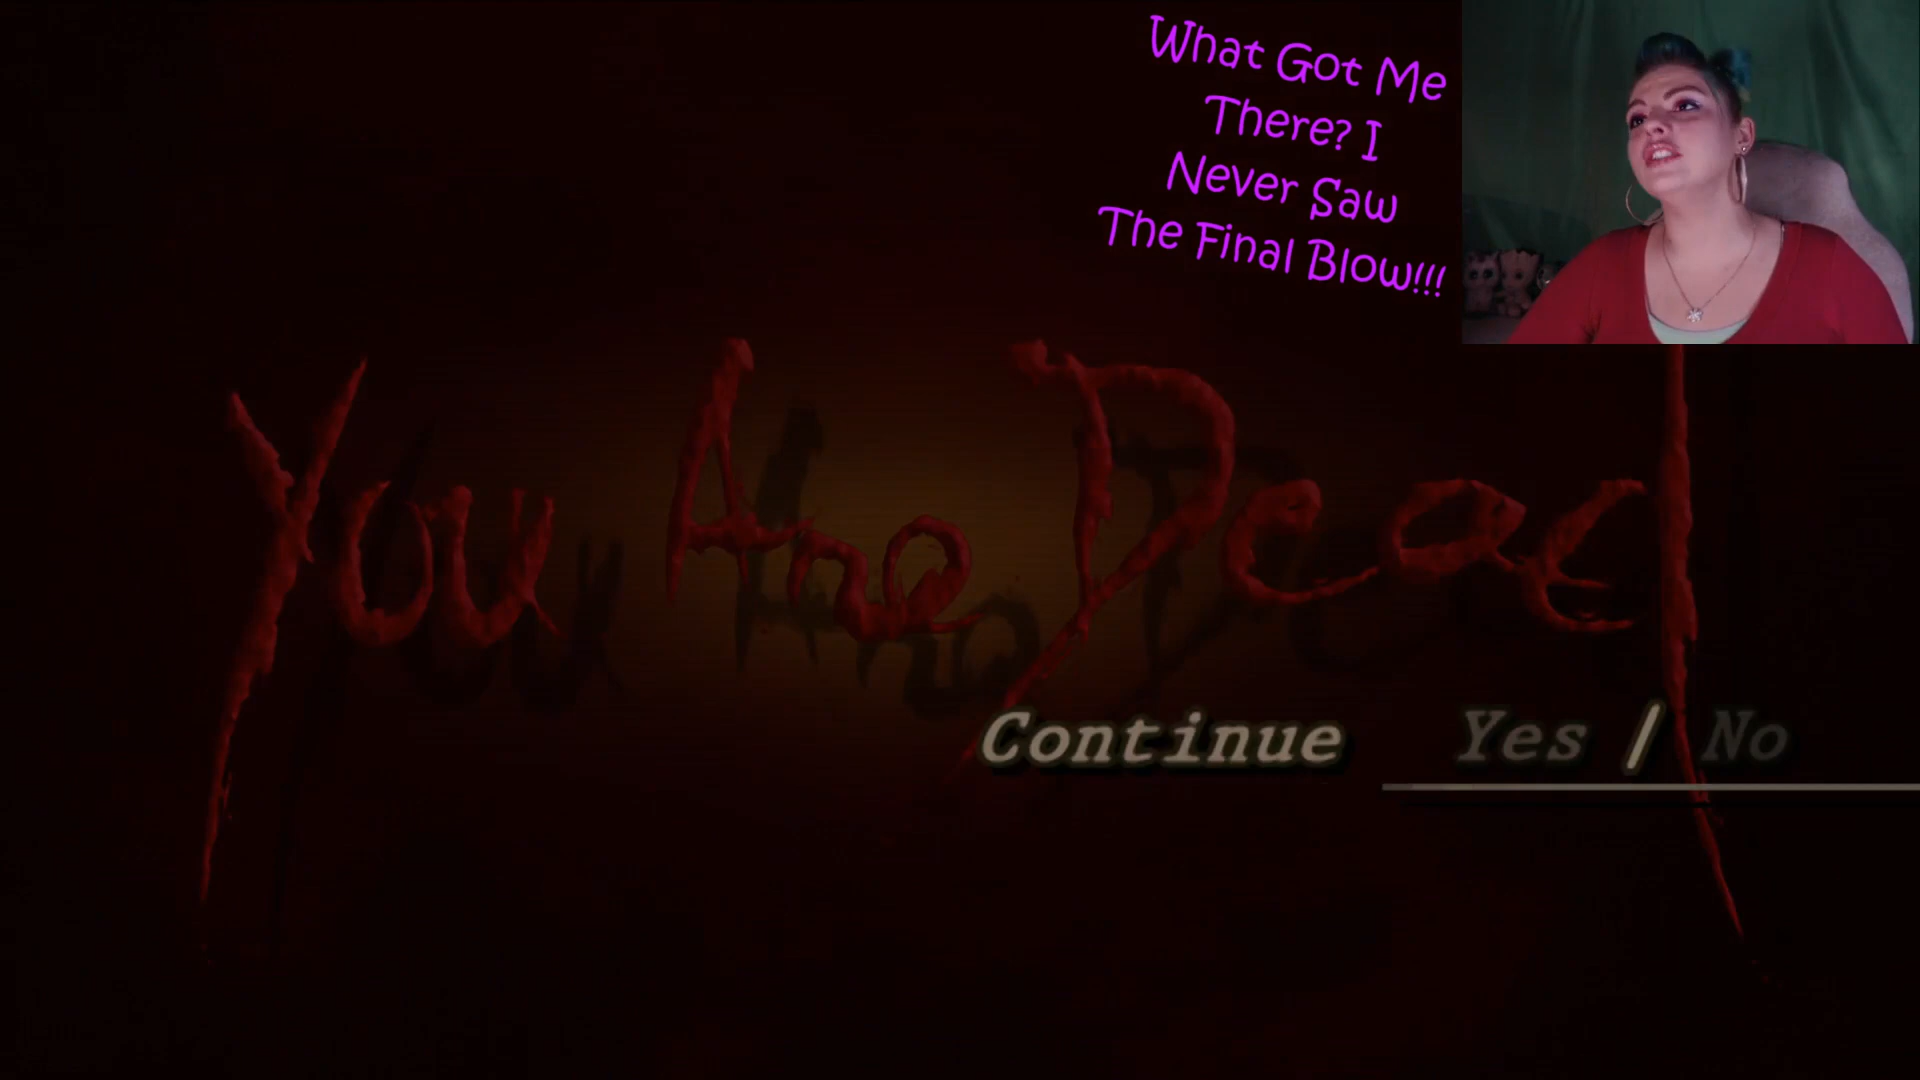 What Got Me
There? I
Never Saw
The Final Blow!!!
You Are Dead
Continue Yes / No